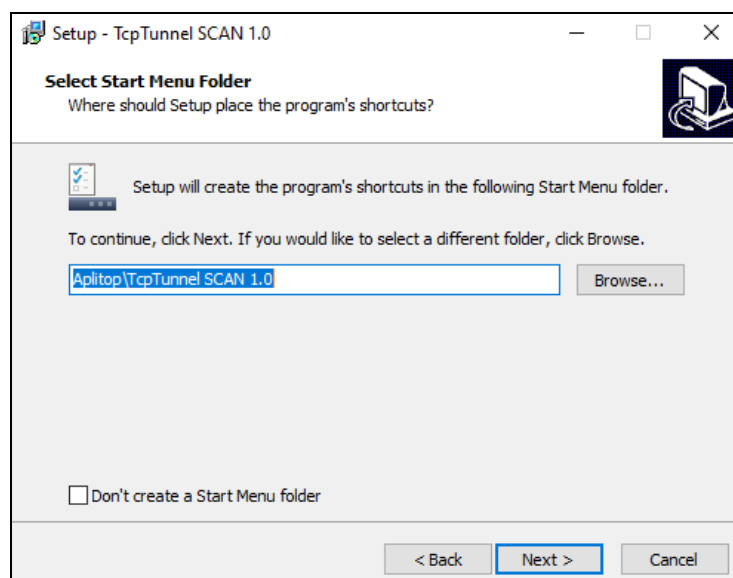 Setup - TcpTunnel SCAN 1.0
Select Start Menu Folder
Where should Setup place the program's shortcuts?
Setup will create the program's shortcuts in the following Start Menu folder.
To continue, click Next. If you would like to select a different folder, click Browse.
Aplitop\TcpTunnel SCAN 1.0
Browse...
Don't create a Start Menu folder
< Back
Next >
Cancel